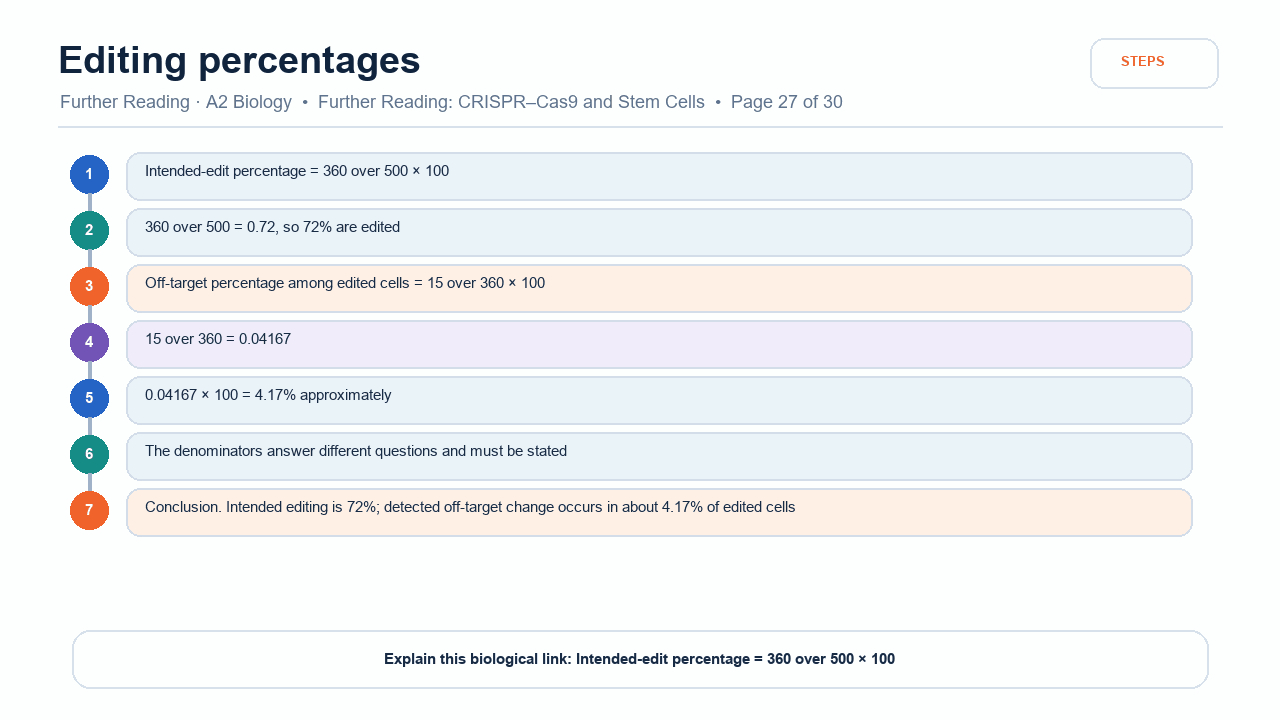 Editing percentages
STEPS
Further Reading · A2 Biology • Further Reading: CRISPR–Cas9 and Stem Cells • Page 27 of 30
1
Intended-edit percentage = 360 over 500 × 100
2
360 over 500 = 0.72, so 72% are edited
3
Off-target percentage among edited cells = 15 over 360 × 100
4
15 over 360 = 0.04167
5
0.04167 × 100 = 4.17% approximately
6
The denominators answer different questions and must be stated
7
Conclusion. Intended editing is 72%; detected off-target change occurs in about 4.17% of edited cells
Explain this biological link: Intended-edit percentage = 360 over 500 × 100